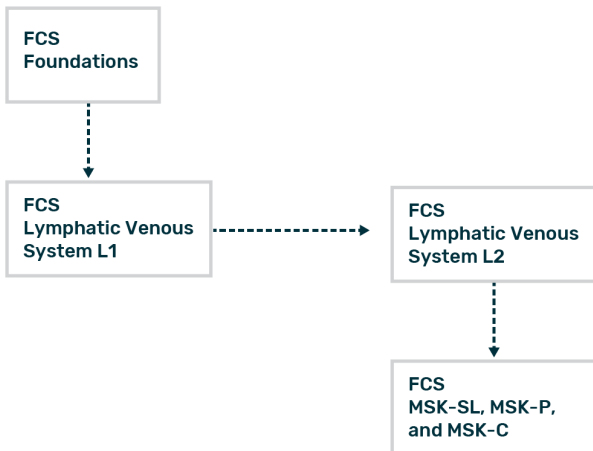 FCS
Foundations
FCS
Lymphatic Venous
System L1
FCS
Lymphatic Venous
System L2
FCS
MSK-SL, MSK-P,
and MSK-C